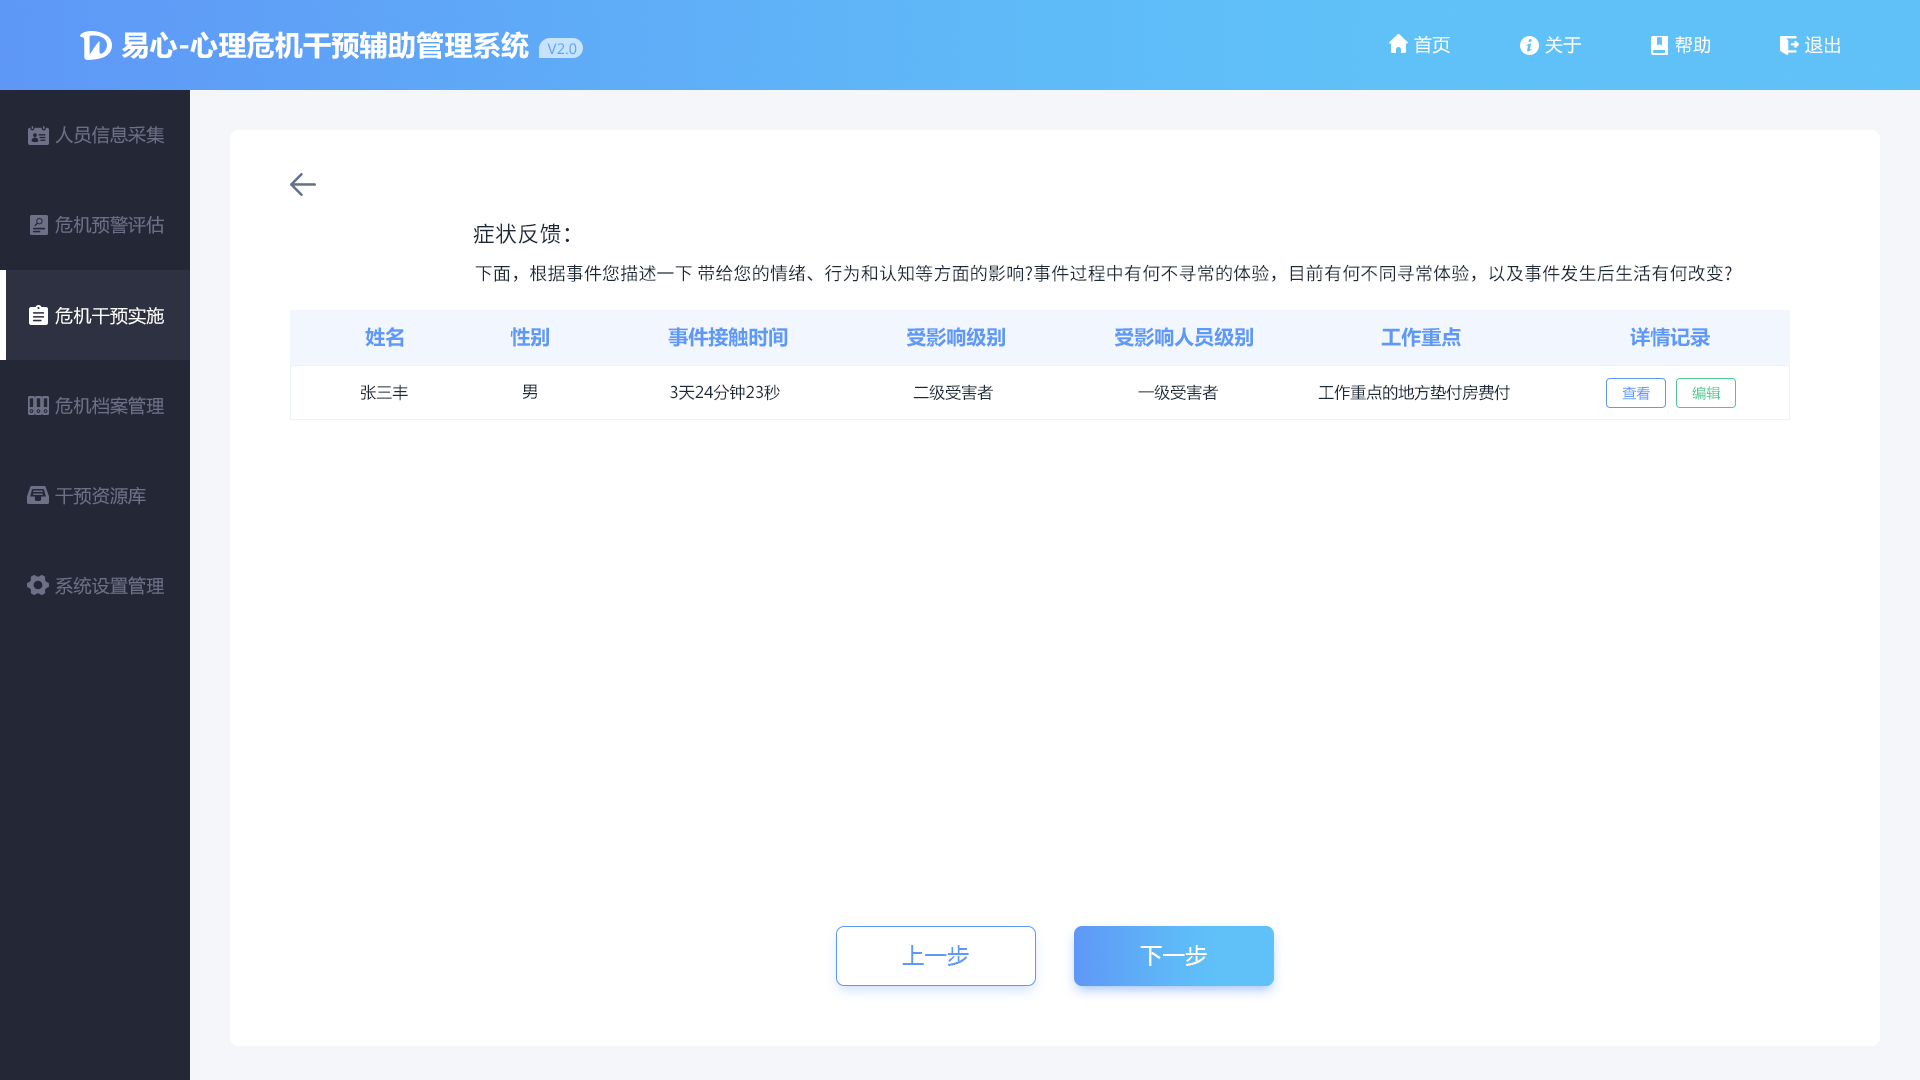 易心-心理危机干预辅助管理系统 V2.0
首页 关于 帮助 退出
人员信息采集
危机预警评估
危机干预实施
危机档案管理
干预资源库
系统设置管理
症状反馈：
下面，根据事件您描述一下 带给您的情绪、行为和认知等方面的影响?事件过程中有何不寻常的体验，目前有何不同寻常体验，以及事件发生后生活有何改变?
姓名 性别 事件接触时间 受影响级别 受影响人员级别 工作重点 详情记录
张三丰 男 3天24分钟23秒 二级受害者 一级受害者 工作重点的地方垫付房费付 查看 编辑
上一步 下一步